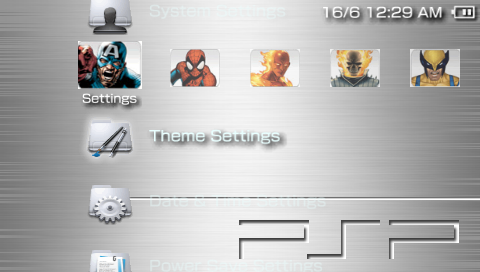 System Settings
16/6 12:29 AM
Settings
Theme Settings
Date & Time Settings
PSP
Power Save Settings